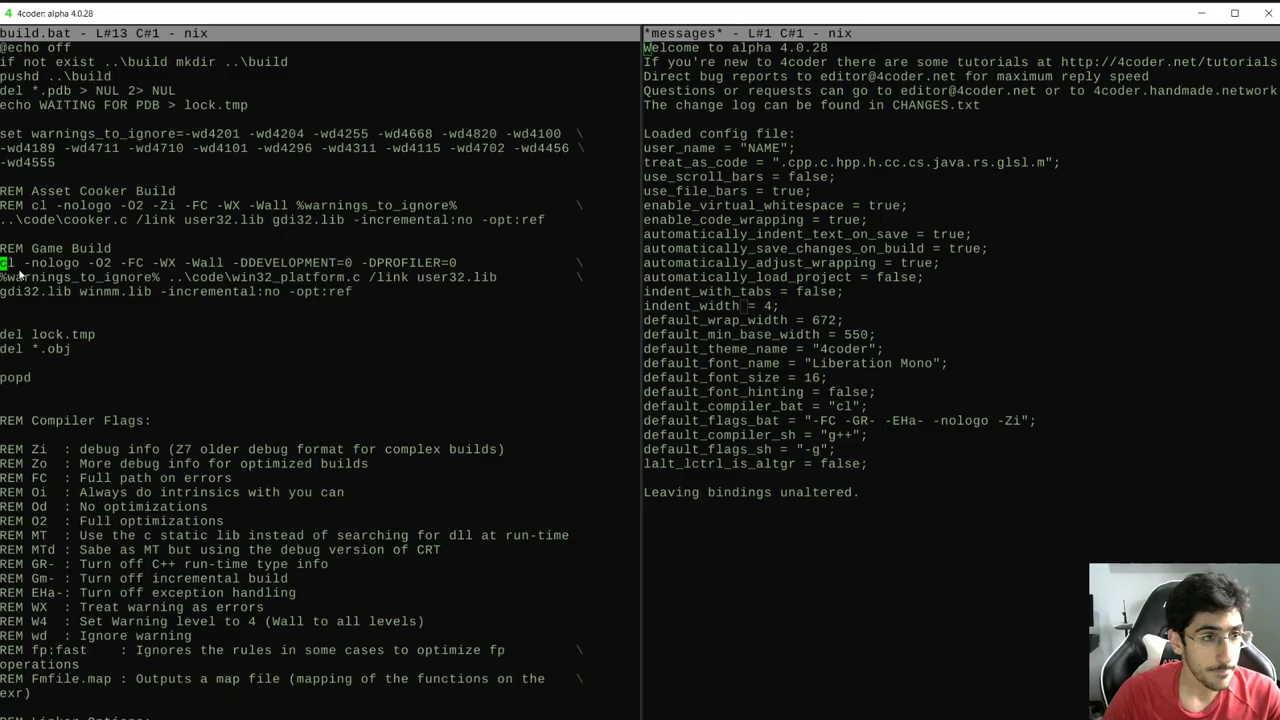 4 4coder: alpha 4.0.28
build.bat - L#13 C#1 - nix
@echo off
if not exist ..\build mkdir ..\build
pushd ..\build
del *.pdb > NUL 2> NUL
echo WAITING FOR PDB > lock.tmp
set warnings_to_ignore=-wd4201 -wd4204 -wd4255 -wd4668 -wd4820 -wd4100 \
-wd4189 -wd4711 -wd4710 -wd4101 -wd4296 -wd4311 -wd4115 -wd4702 -wd4456 \
-wd4555
REM Asset Cooker Build
REM cl -nologo -O2 -Zi -FC -WX -Wall %warnings_to_ignore% \
..\code\cooker.c /link user32.lib gdi32.lib -incremental:no -opt:ref
REM Game Build
cl -nologo -O2 -FC -WX -Wall -DDEVELOPMENT=0 -DPROFILER=0 \
%warnings_to_ignore% ..\code\win32_platform.c /link user32.lib \
gdi32.lib winmm.lib -incremental:no -opt:ref
del lock.tmp
del *.obj
popd
REM Compiler Flags:
REM Zi : debug info (Z7 older debug format for complex builds)
REM Zo : More debug info for optimized builds
REM FC : Full path on errors
REM Oi : Always do intrinsics with you can
REM Od : No optimizations
REM O2 : Full optimizations
REM MT : Use the c static lib instead of searching for dll at run-time
REM MTd : Sabe as MT but using the debug version of CRT
REM GR- : Turn off C++ run-time type info
REM Gm- : Turn off incremental build
REM EHa-: Turn off exception handling
REM WX : Treat warning as errors
REM W4 : Set Warning level to 4 (Wall to all levels)
REM wd : Ignore warning
REM fp:fast : Ignores the rules in some cases to optimize fp \
operations
REM Fmfile.map : Outputs a map file (mapping of the functions on the \
exr)
REM Linker Options:
*messages* - L#1 C#1 - nix
Welcome to alpha 4.0.28
If you're new to 4coder there are some tutorials at http://4coder.net/tutorials
Direct bug reports to editor@4coder.net for maximum reply speed
Questions or requests can go to editor@4coder.net or to 4coder.handmade.network
The change log can be found in CHANGES.txt
Loaded config file:
user_name = "NAME";
treat_as_code = ".cpp.c.hpp.h.cc.cs.java.rs.glsl.m";
use_scroll_bars = false;
use_file_bars = true;
enable_virtual_whitespace = true;
enable_code_wrapping = true;
automatically_indent_text_on_save = true;
automatically_save_changes_on_build = true;
automatically_adjust_wrapping = true;
automatically_load_project = false;
indent_with_tabs = false;
indent_width = 4;
default_wrap_width = 672;
default_min_base_width = 550;
default_theme_name = "4coder";
default_font_name = "Liberation Mono";
default_font_size = 16;
default_font_hinting = false;
default_compiler_bat = "cl";
default_flags_bat = "-FC -GR- -EHa- -nologo -Zi";
default_compiler_sh = "g++";
default_flags_sh = "-g";
lalt_lctrl_is_altgr = false;
Leaving bindings unaltered.